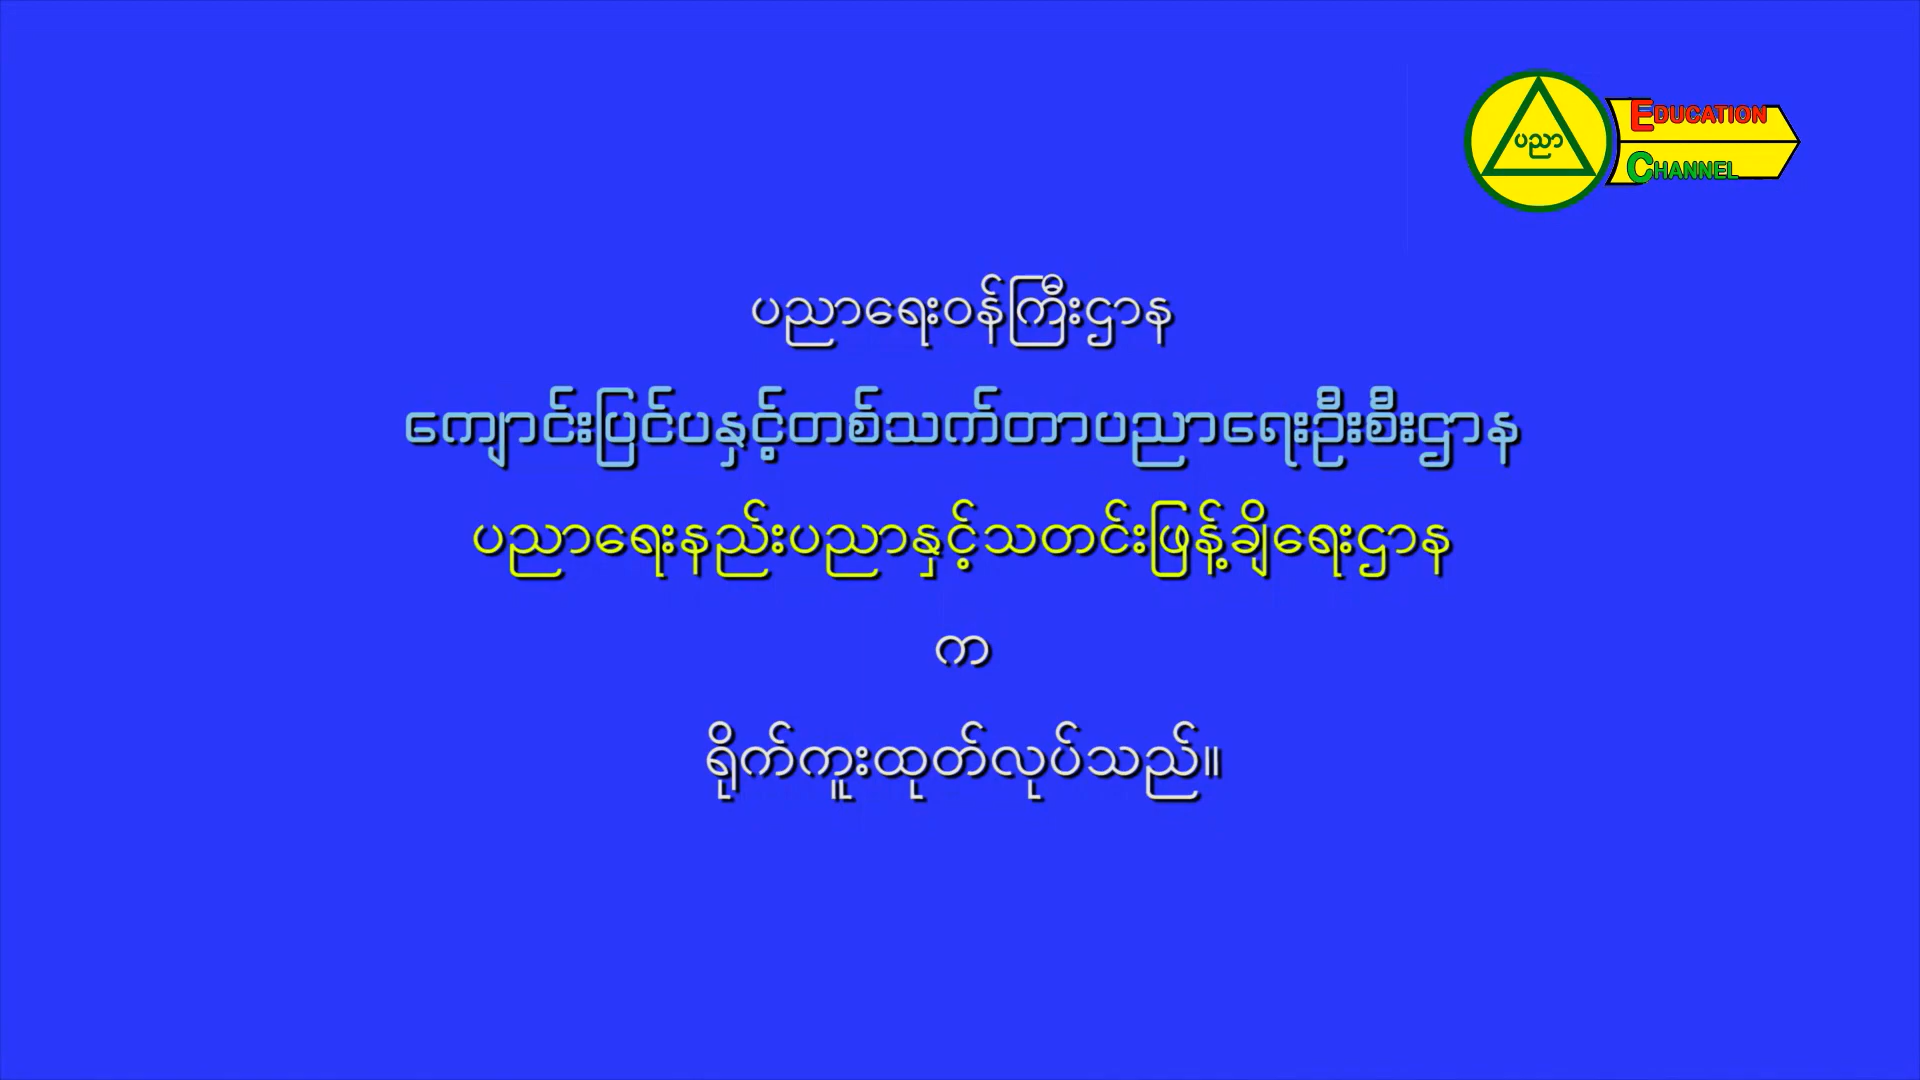 ပညာ
EDUCATION
CHANNEL
ပညာရေးဝန်ကြီးဌာန
ကျောင်းပြင်ပနှင့်တစ်သက်တာပညာရေးဦးစီးဌာန
ပညာရေးနည်းပညာနှင့်သတင်းဖြန့်ချိရေးဌာန
က
ရိုက်ကူးထုတ်လုပ်သည်။